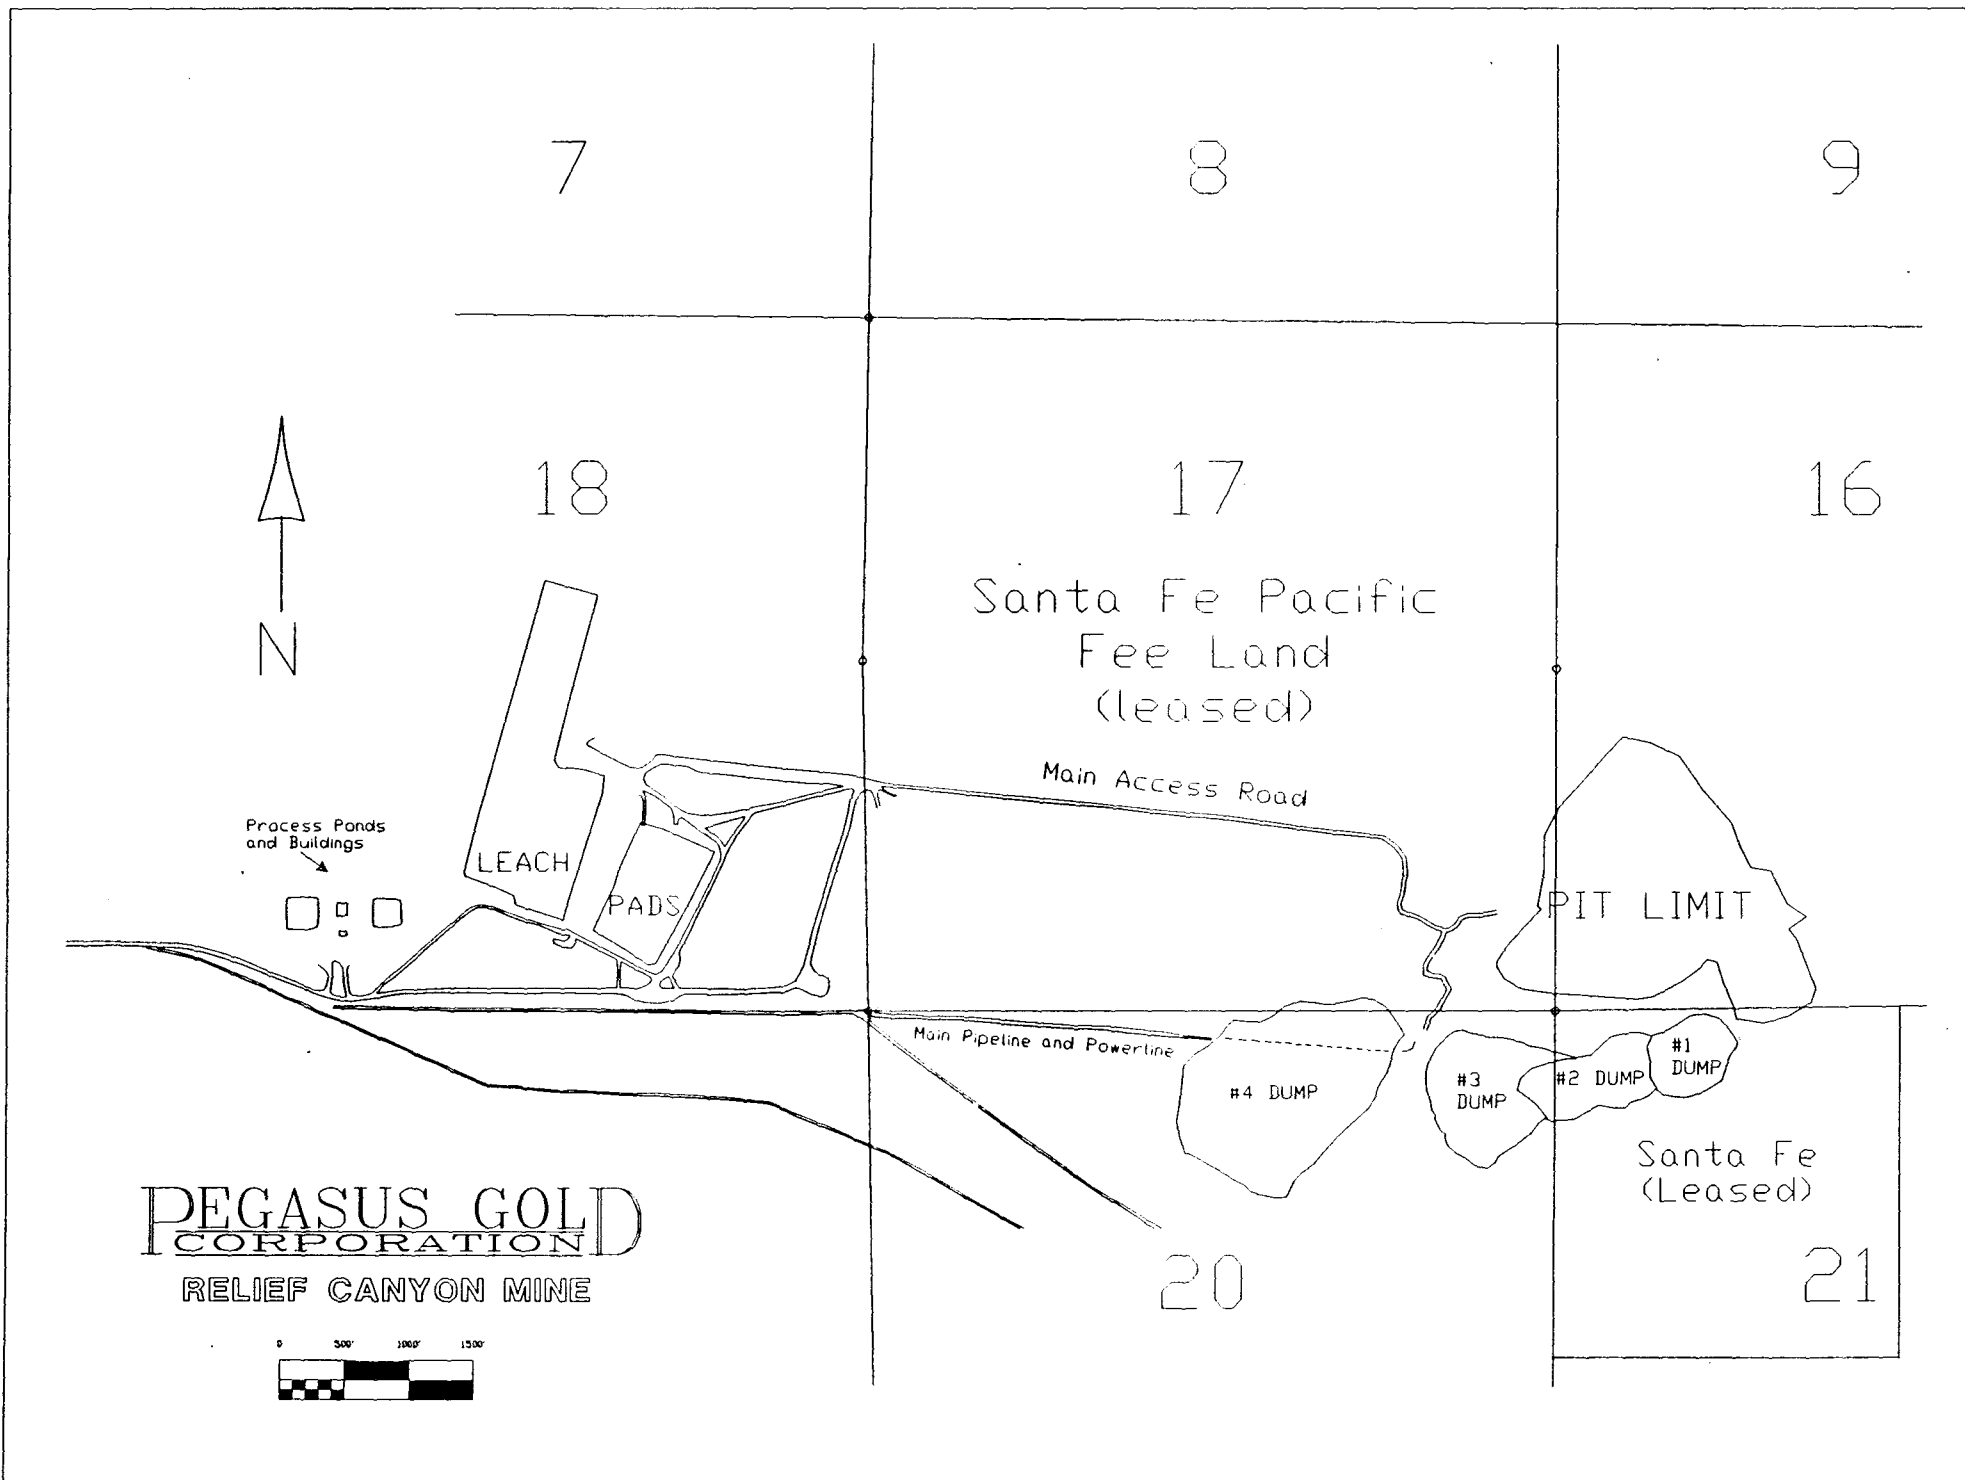 7
8
9
18
17
16
Santa Fe Pacific
Fee Land
(leased)
N
Main Access Road
Process Ponds
and Buildings
LEACH
PADS
PIT LIMIT
Main Pipeline and Powerline
#4 DUMP
#3
DUMP
#2 DUMP
#1
DUMP
Santa Fe
(Leased)
20
21
PEGASUS GOLD
CORPORATION
RELIEF CANYON MINE
0 500' 1000' 1500'